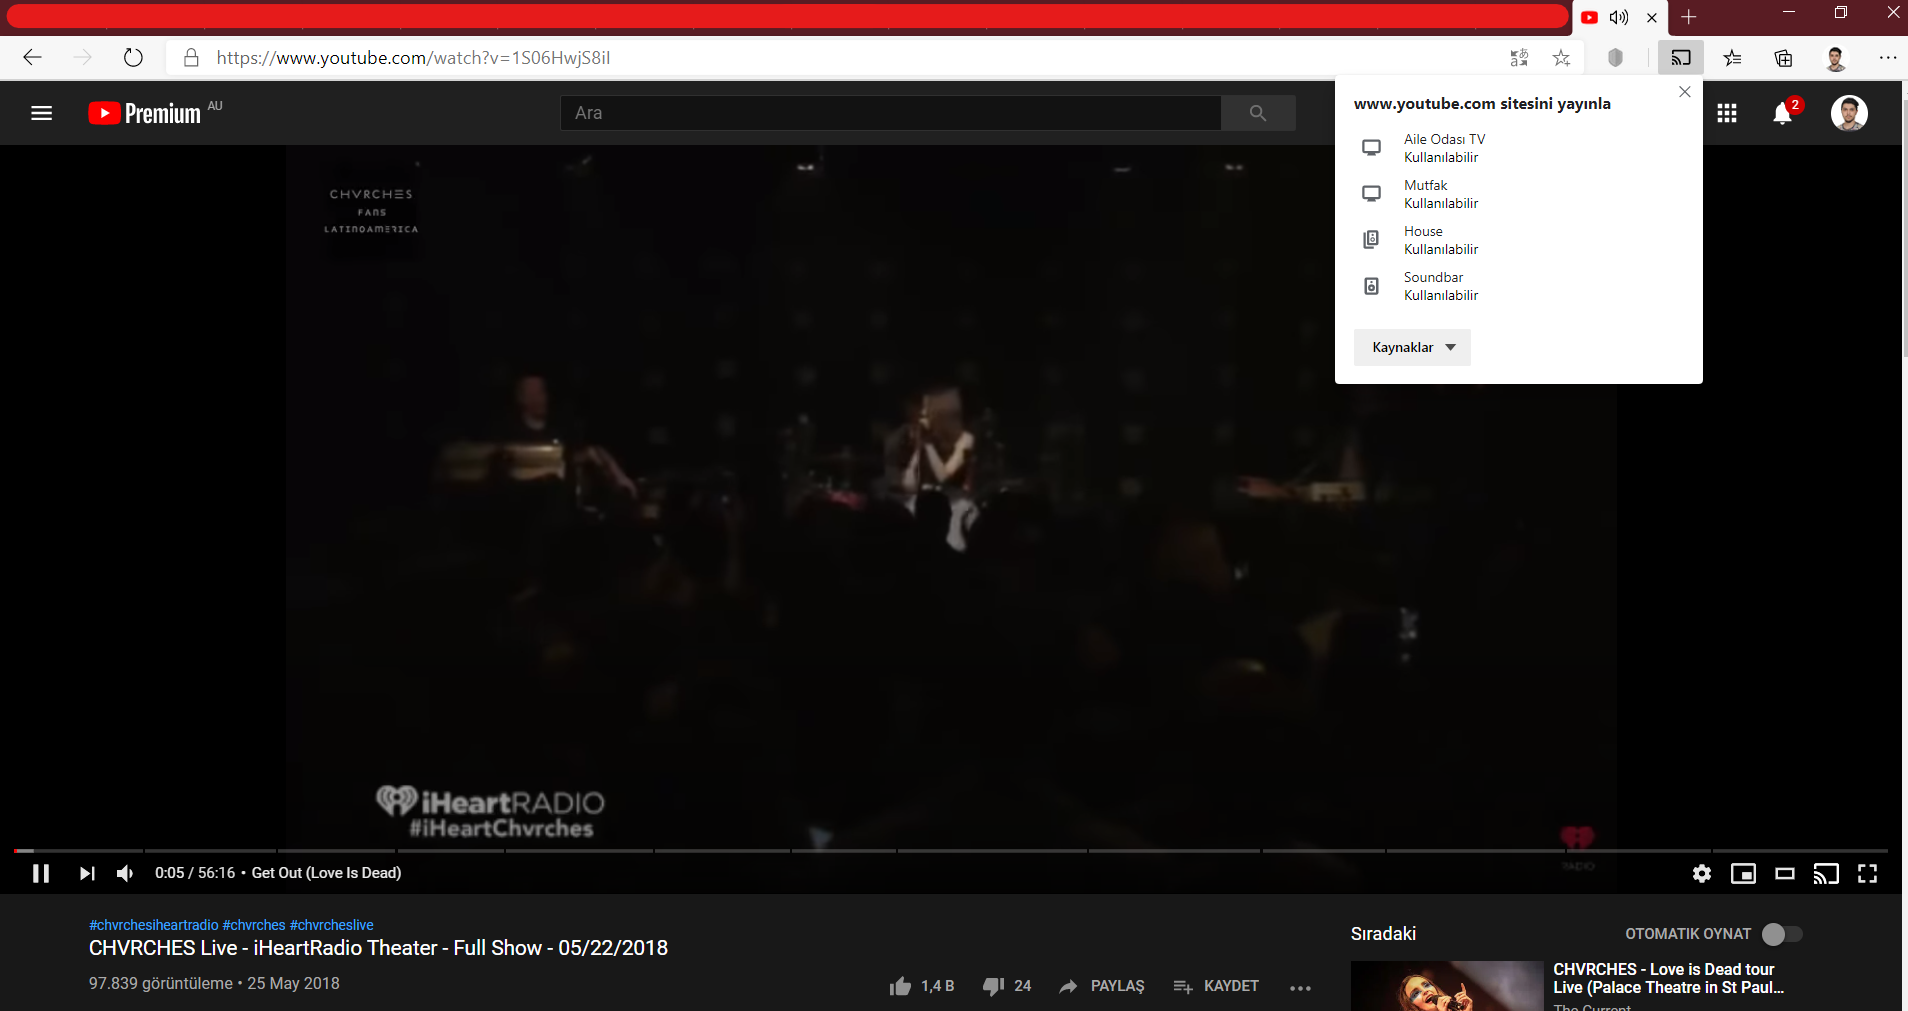 https://www.youtube.com/watch?v=1S06HwjS8iI
Premium AU
Ara
2
www.youtube.com sitesini yayınla
Aile Odası TV
Kullanılabilir
Mutfak
Kullanılabilir
House
Kullanılabilir
Soundbar
Kullanılabilir
Kaynaklar
CHVRCHES
FANS
LATINOAMERICA
iHeartRADIO
#iHeartChvrches
RADIO
0:05 / 56:16 • Get Out (Love Is Dead)
#chvrchesiheartradio #chvrches #chvrcheslive
CHVRCHES Live - iHeartRadio Theater - Full Show - 05/22/2018
97.839 görüntüleme • 25 May 2018
1,4 B
24
PAYLAŞ
KAYDET
Sıradaki
OTOMATIK OYNAT
CHVRCHES - Love is Dead tour
Live (Palace Theatre in St Paul...
The Current